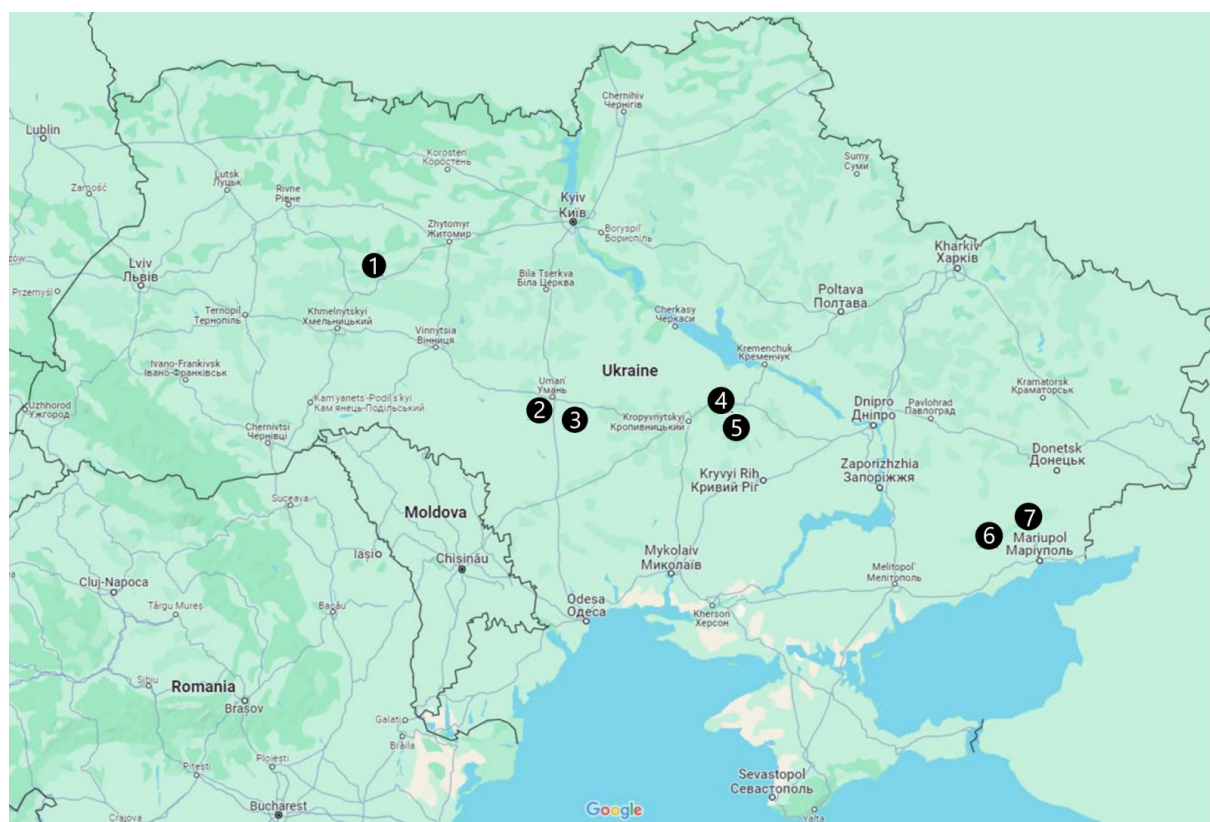 Chernihiv
Чернігів
Lublin
Korosten
Коростень
Sumy
Суми
Zamość
Lutsk
Луцьк
Rivne
Рівне
Kyiv
Київ
Boryspil'
Бориспіль
Zhytomyr
Житомир
Kharkiv
Харків
zów
Przemyśl
Lviv
Львів
1
Bila Tserkva
Біла Церква
Poltava
Полтава
Ternopil
Тернопіль
Khmelnytskyi
Хмельницький
Cherkasy
Черкаси
Vinnytsia
Вінниця
Kremenchuk
Кременчук
Ivano-Frankivsk
Івано-Франківськ
Uman'
Умань
Ukraine
Kramatorsk
Краматорськ
Uzhhorod
Ужгород
Kam'yanets-Podil's'kyi
Кам'янець-Подільський
2
3
4
5
Kropyvnytskyi
Кропивницький
Dnipro
Дніпро
Pavlohrad
Павлоград
Chernivtsi
Чернівці
Donetsk
Донецьк
Kryvyi Rih
Кривий Ріг
Zaporizhzhia
Запоріжжя
Suceava
Moldova
6
7
Mariupol
Маріуполь
Iași
Chișinău
Mykolaiv
Миколаїв
Melitopol'
Мелітополь
Cluj-Napoca
Târgu Mureș
Bacău
Odesa
Одеса
Kherson
Херсон
Sibiu
Romania
Brașov
Galați
Brăila
Pitești
Ploiești
Sevastopol
Севастополь
Bucharest
Craiova
Google
Yalta